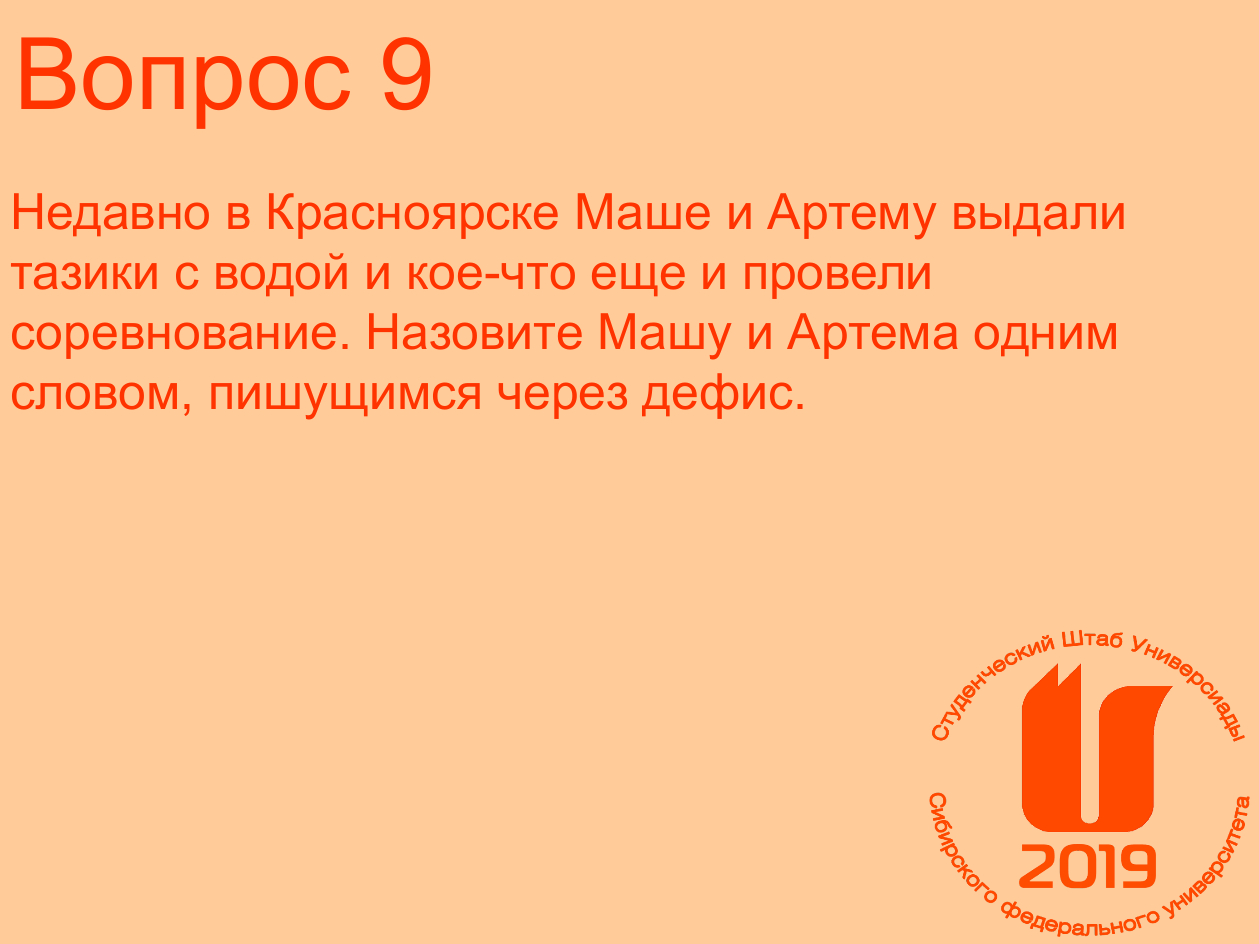 Вопрос 9
Недавно в Красноярске Маше и Артему выдали
тазики с водой и кое-что еще и провели
соревнование. Назовите Машу и Артема одним
словом, пишущимся через дефис.
Студенческий Штаб Универсиады
2019
Сибирского федерального университета